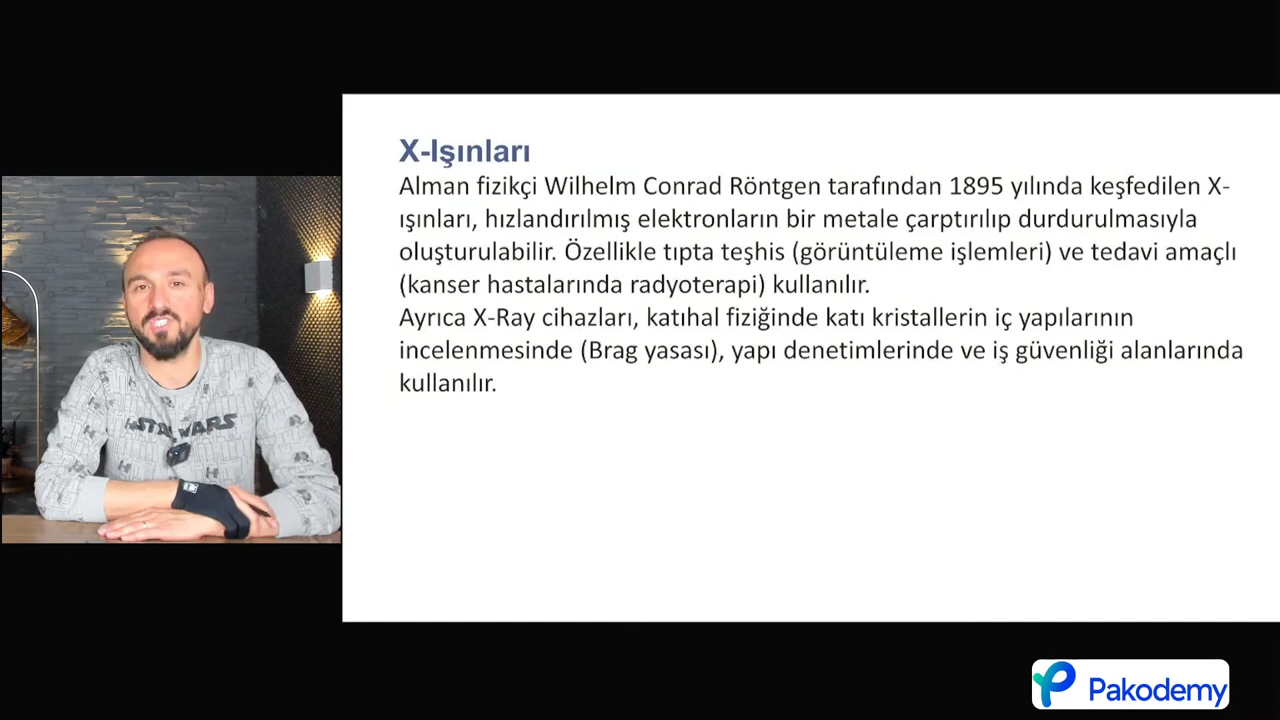 X-Işınları
Alman fizikçi Wilhelm Conrad Röntgen tarafından 1895 yılında keşfedilen X-
ışınları, hızlandırılmış elektronların bir metale çarptırılıp durdurulmasıyla
oluşturulabilir. Özellikle tıpta teşhis (görüntüleme işlemleri) ve tedavi amaçlı
(kanser hastalarında radyoterapi) kullanılır.
Ayrıca X-Ray cihazları, katıhal fiziğinde katı kristallerin iç yapılarının
incelenmesinde (Brag yasası), yapı denetimlerinde ve iş güvenliği alanlarında
kullanılır.
STAR WARS
Pakodemy